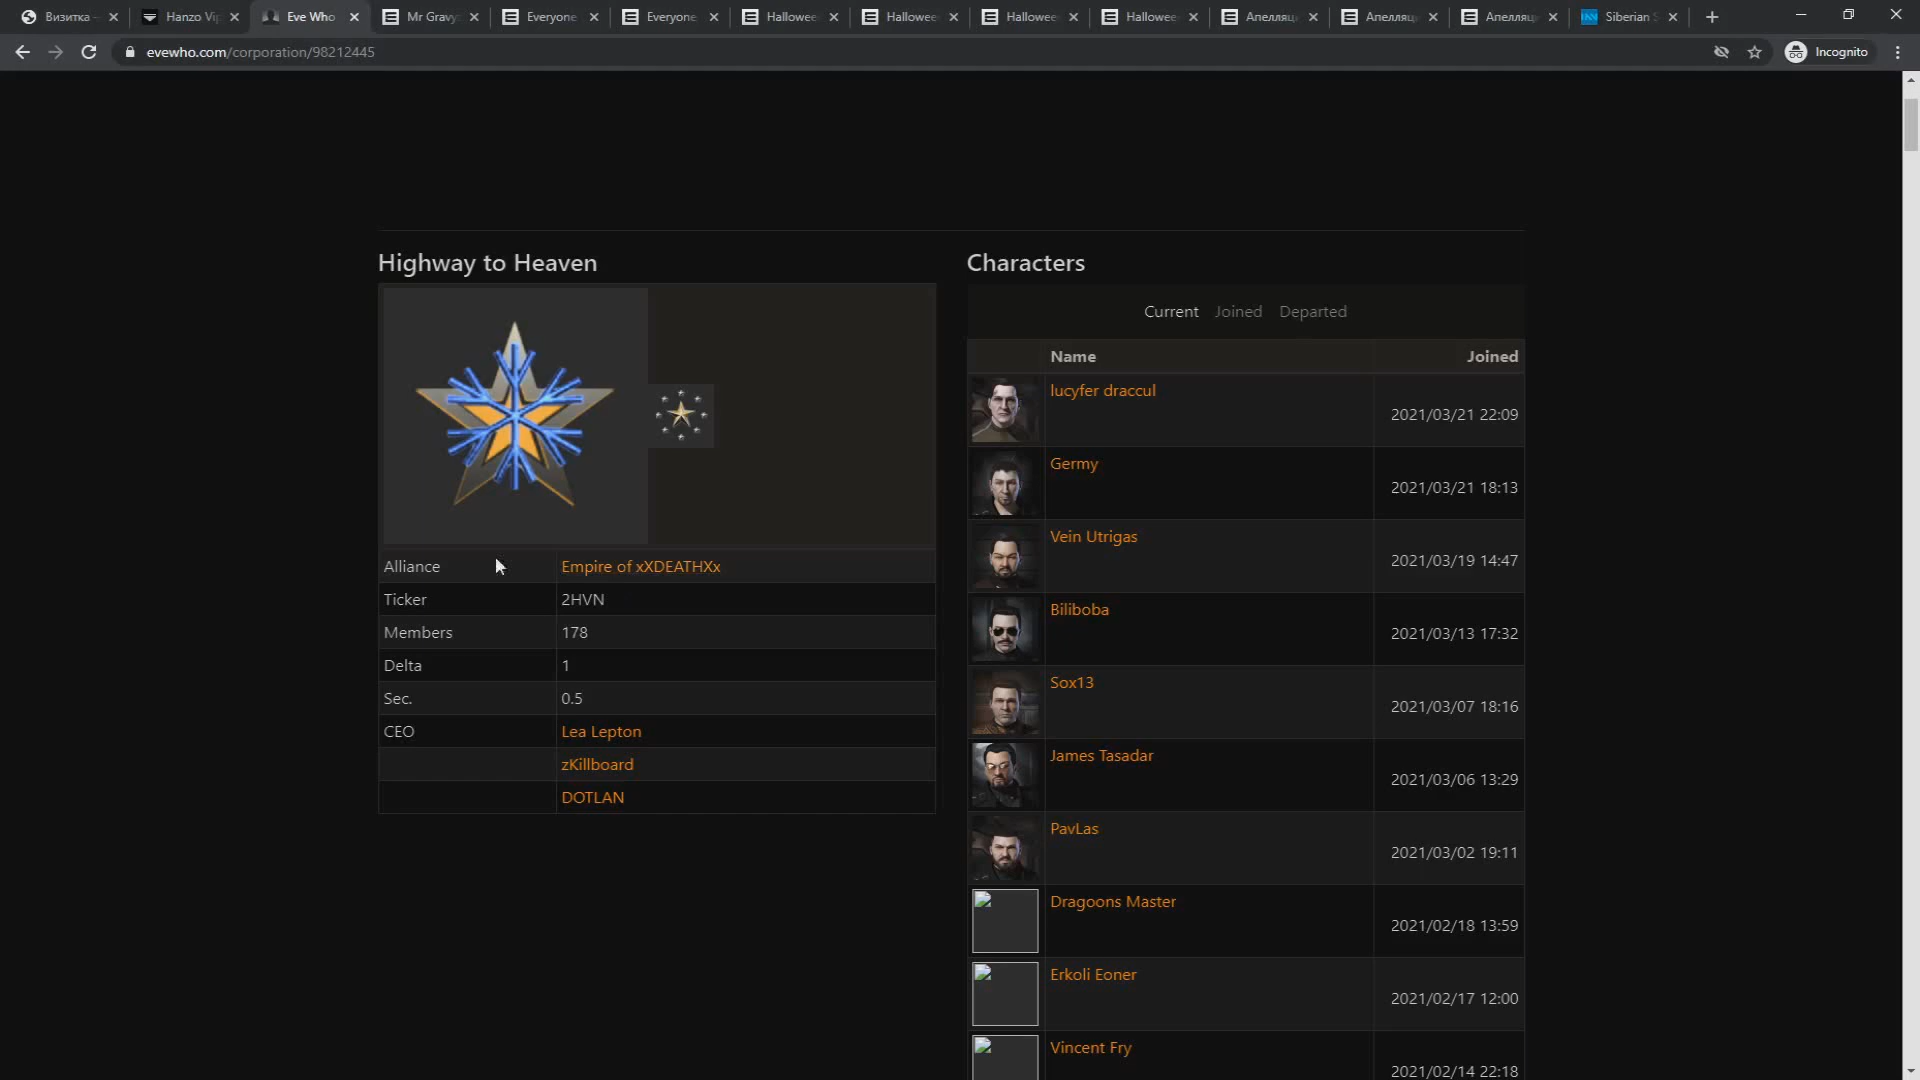 Визитка -
Hanzo Vip
Eve Who
Mr Gravy
Everyone
Everyone
Hallowee
Hallowee
Hallowee
Hallowee
Апелляц
Апелляц
Апелляц
Siberian S
evewho.com/corporation/98212445
Incognito
Highway to Heaven
Characters
Current Joined Departed
Name Joined
lucyfer draccul
2021/03/21 22:09
Germy
2021/03/21 18:13
Vein Utrigas
2021/03/19 14:47
Alliance Empire of xXDEATHXx
Ticker 2HVN
Biliboba
2021/03/13 17:32
Members 178
Delta 1
Sox13
Sec. 0.5
2021/03/07 18:16
CEO Lea Lepton
James Tasadar
zKillboard
2021/03/06 13:29
DOTLAN
PavLas
2021/03/02 19:11
Dragoons Master
2021/02/18 13:59
Erkoli Eoner
2021/02/17 12:00
Vincent Fry
2021/02/14 22:18